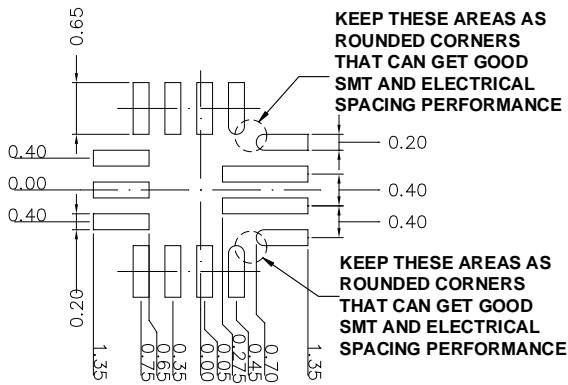 KEEP THESE AREAS AS
ROUNDED CORNERS
THAT CAN GET GOOD
SMT AND ELECTRICAL
SPACING PERFORMANCE
0.65
0.20
0.40
0.00
0.40
0.40
0.40
0.20
KEEP THESE AREAS AS
ROUNDED CORNERS
THAT CAN GET GOOD
SMT AND ELECTRICAL
SPACING PERFORMANCE
1.35
0.75
0.65
0.35
0.00
0.05
0.275
0.45
0.70
1.35